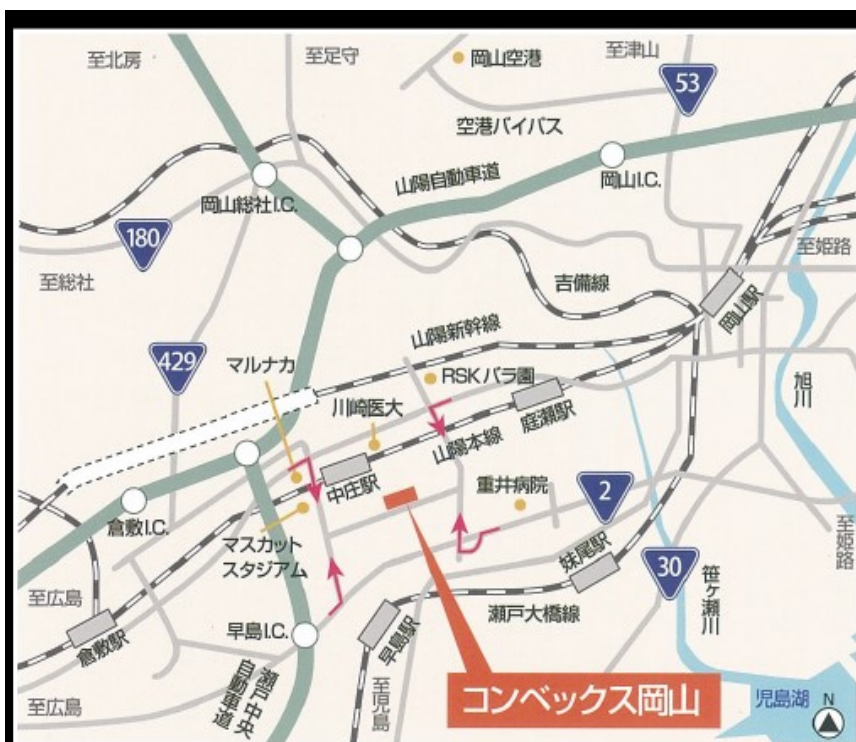 至北房
至足守
岡山空港
至津山
53
空港バイパス
山陽自動車道
岡山I.C.
岡山総社I.C.
180
至総社
吉備線
至姫路
岡山駅
山陽新幹線
429
マルナカ
RSKバラ園
川崎医大
庭瀬駅
旭川
山陽本線
中庄駅
重井病院
2
倉敷I.C.
マスカット
スタジアム
妹尾駅
30
至姫路
笹ヶ瀬川
至広島
倉敷駅
早島I.C.
早島駅
瀬戸大橋線
瀬戸中央
自動車道
至児島
コンベックス岡山
児島湖
N
至広島